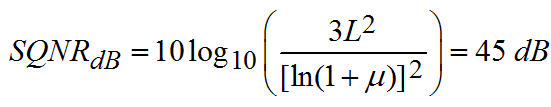 SQNR_dB = 10 log_10 ( 3L^2 / [ln(1 + μ)]^2 ) = 45 dB